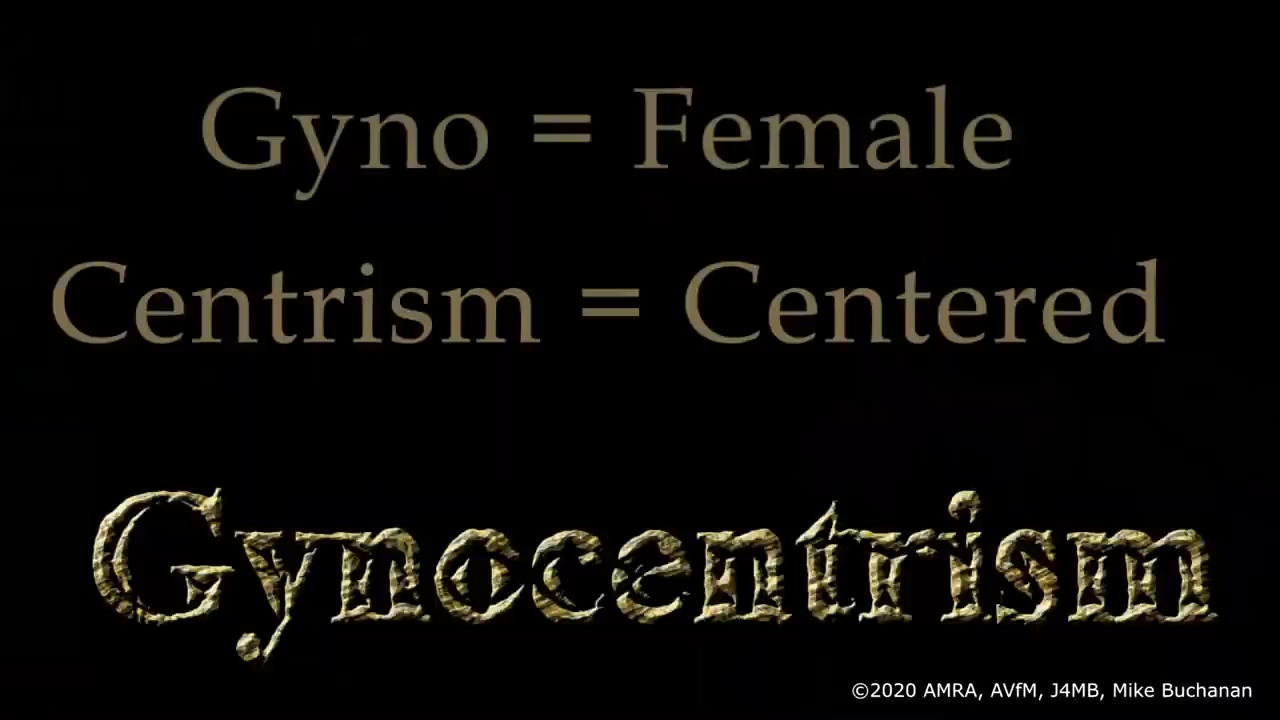 Gyno = Female
Centrism = Centered
Gynocentrism
©2020 AMRA, AVfM, J4MB, Mike Buchanan